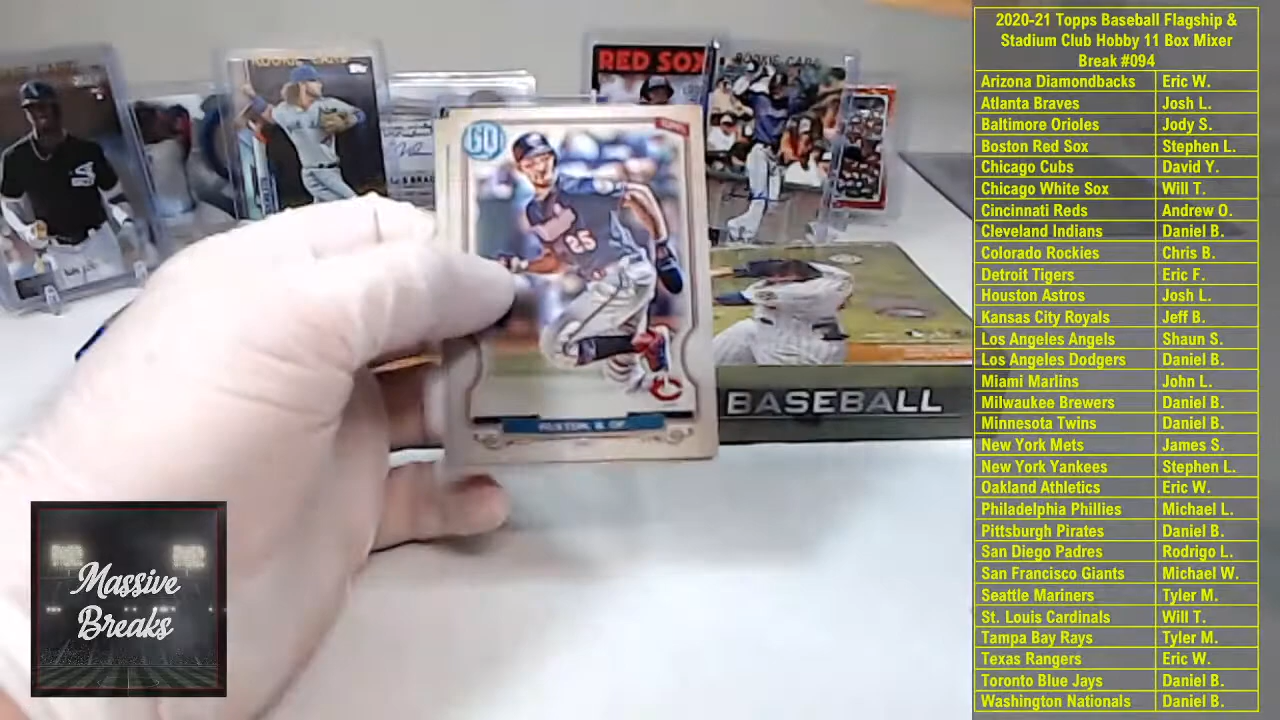 2020-21 Topps Baseball Flagship &
Stadium Club Hobby 11 Box Mixer
Break #094
Arizona Diamondbacks Eric W.
Atlanta Braves Josh L.
Baltimore Orioles Jody S.
Boston Red Sox Stephen L.
Chicago Cubs David Y.
Chicago White Sox Will T.
Cincinnati Reds Andrew O.
Cleveland Indians Daniel B.
Colorado Rockies Chris B.
Detroit Tigers Eric F.
Houston Astros Josh L.
Kansas City Royals Jeff B.
Los Angeles Angels Shaun S.
Los Angeles Dodgers Daniel B.
Miami Marlins John L.
Milwaukee Brewers Daniel B.
Minnesota Twins Daniel B.
New York Mets James S.
New York Yankees Stephen L.
Oakland Athletics Eric W.
Philadelphia Phillies Michael L.
Pittsburgh Pirates Daniel B.
San Diego Padres Rodrigo L.
San Francisco Giants Michael W.
Seattle Mariners Tyler M.
St. Louis Cardinals Will T.
Tampa Bay Rays Tyler M.
Texas Rangers Eric W.
Toronto Blue Jays Daniel B.
Washington Nationals Daniel B.
RED SOX
ROOKIE CARD
ROOKIE CARD
GQ
25
BUXTON, B. OF
BASEBALL
Massive
Breaks